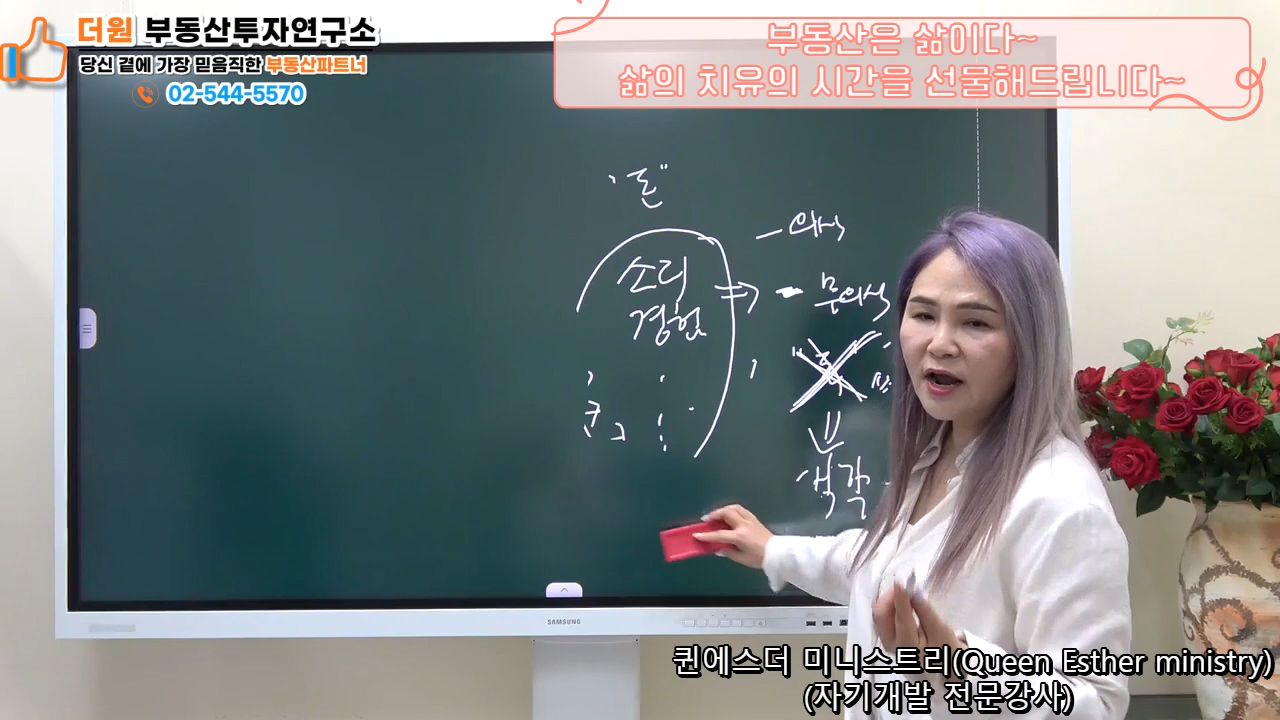 더원 부동산투자연구소
당신 곁에 가장 믿음직한 부동산파트너
02-544-5570
부동산은 삶이다~
삶의 치유의 시간을 선물해드립니다~
"돈"
의식
소리
무의식
경험
생각
SAMSUNG
퀸에스더 미니스트리(Queen Esther ministry)
(자기개발 전문강사)